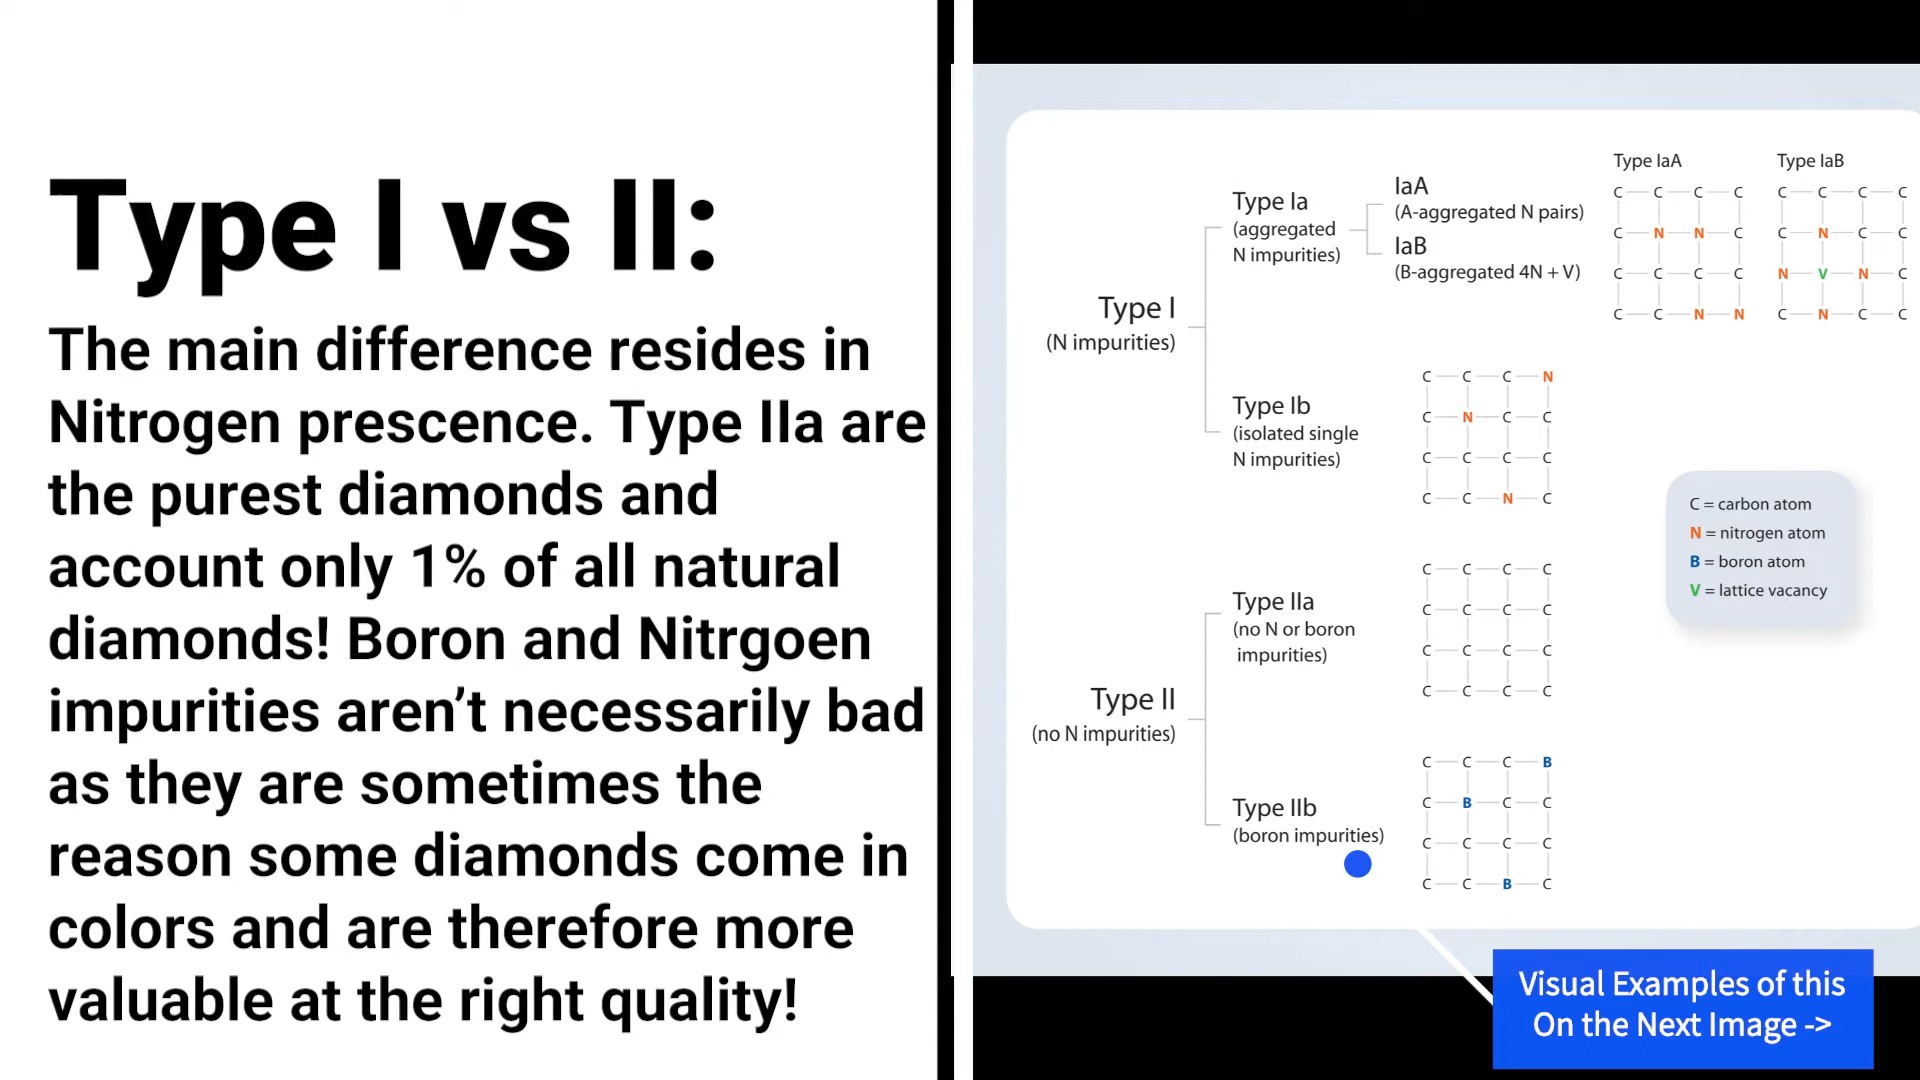 Type I vs II:
The main difference resides in
Nitrogen prescence. Type IIa are
the purest diamonds and
account only 1% of all natural
diamonds! Boron and Nitrgoen
impurities aren’t necessarily bad
as they are sometimes the
reason some diamonds come in
colors and are therefore more
valuable at the right quality!
Type I
(N impurities)
Type Ia
(aggregated
N impurities)
IaA
(A-aggregated N pairs)
IaB
(B-aggregated 4N + V)
Type IaA
C C C C
C N N C
C C C C
C C N N
Type IaB
C C C C
C N C C
N V N C
C N C C
Type Ib
(isolated single
N impurities)
C C C N
C N C C
C C C C
C C N C
C = carbon atom
N = nitrogen atom
B = boron atom
V = lattice vacancy
Type II
(no N impurities)
Type IIa
(no N or boron
impurities)
C C C C
C C C C
C C C C
C C C C
Type IIb
(boron impurities)
C C C B
C B C C
C C C C
C C B C
Visual Examples of this
On the Next Image ->